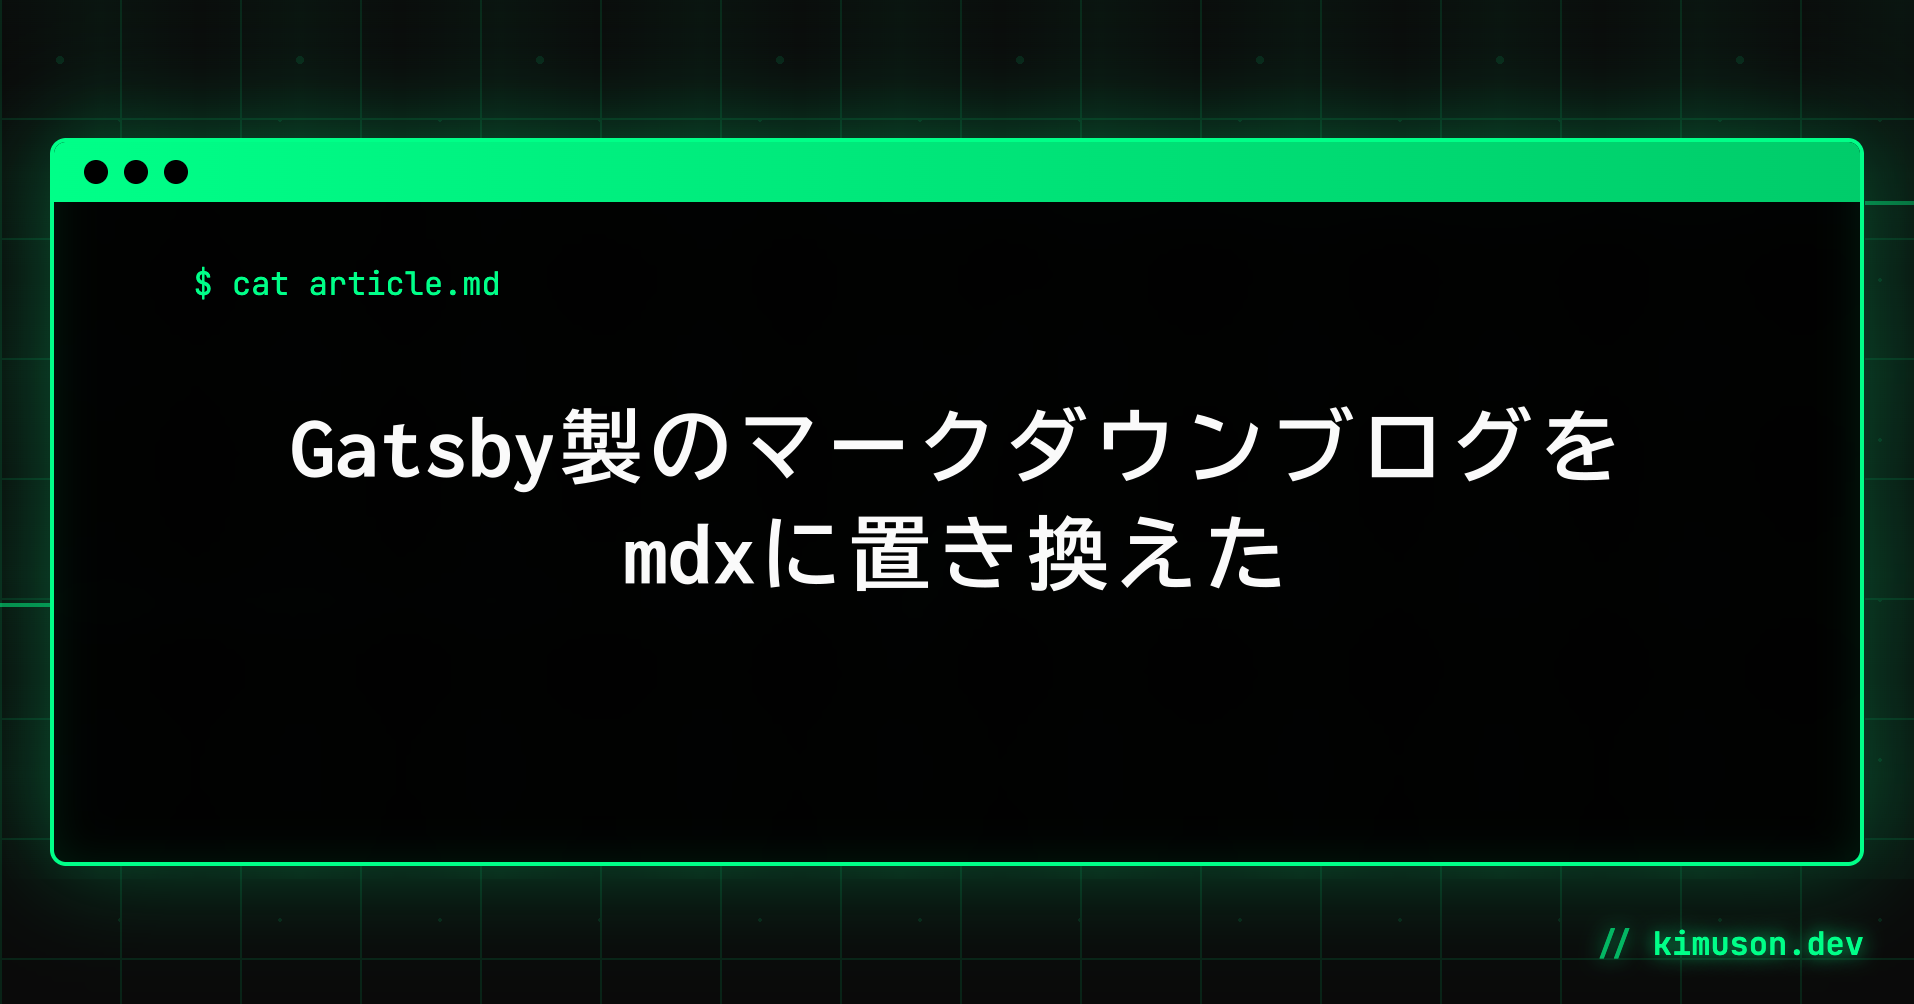 $ cat article.md
Gatsby製のマークダウンブログを
mdxに置き換えた
// kimuson.dev